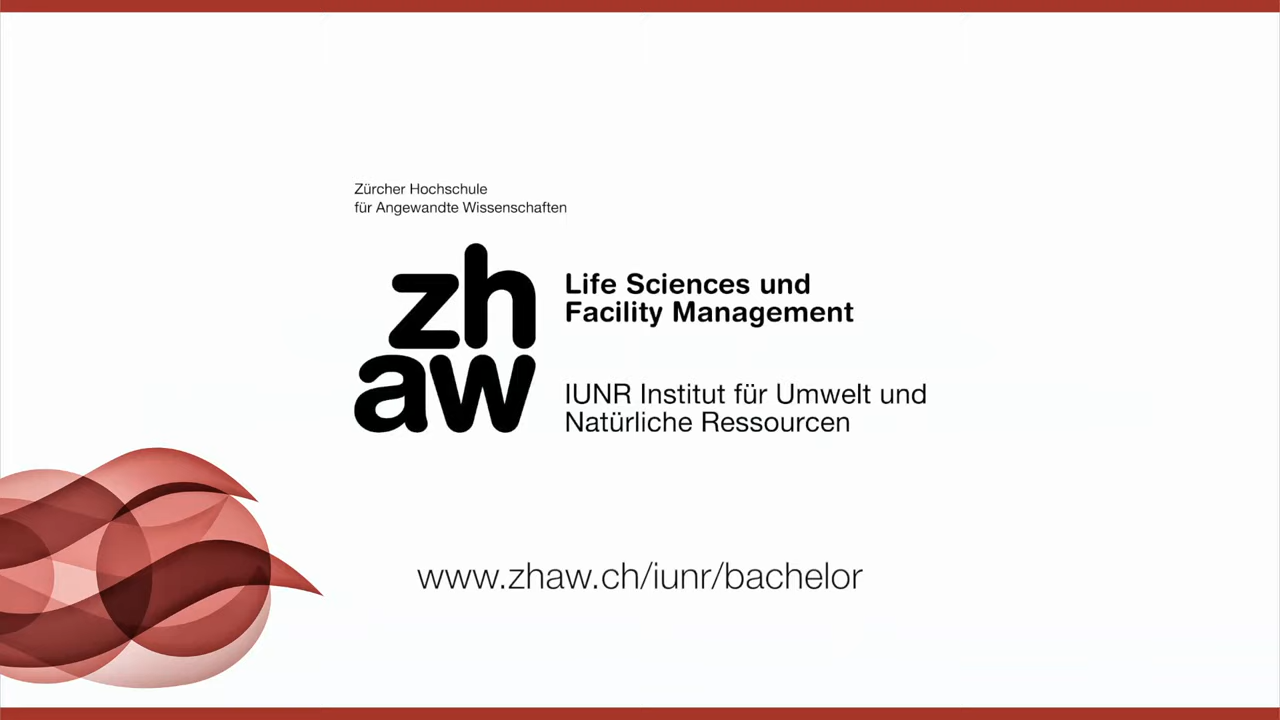 Zürcher Hochschule
für Angewandte Wissenschaften
zh
aw
Life Sciences und
Facility Management
IUNR Institut für Umwelt und
Natürliche Ressourcen
www.zhaw.ch/iunr/bachelor